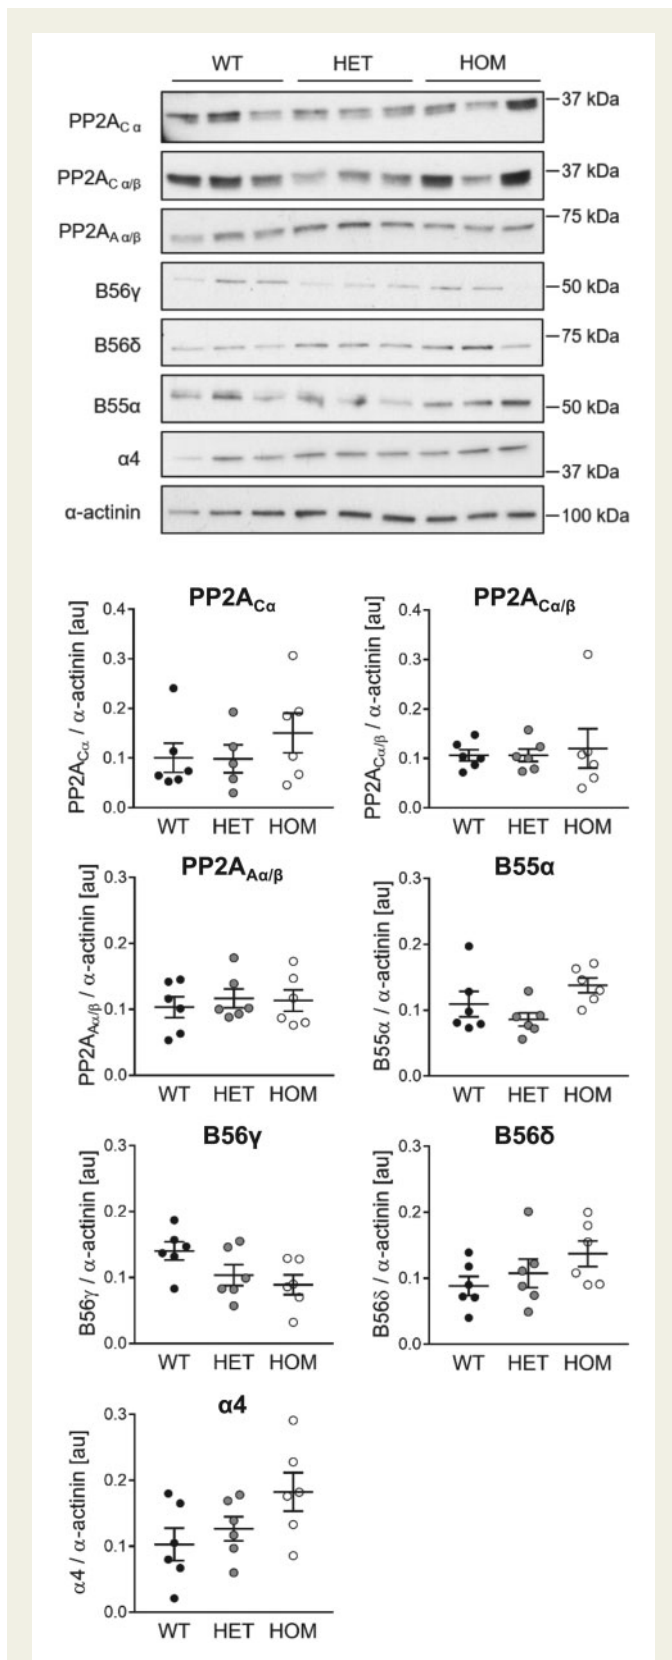 WT HET HOM
PP2A_Cα −37 kDa
PP2A_Cα/β −37 kDa
PP2A_Aα/β −75 kDa
B56γ −50 kDa
B56δ −75 kDa
B55α −50 kDa
α4 −37 kDa
α-actinin −100 kDa
PP2A_Cα
PP2A_Cα / α-actinin [au]
0.4
0.3
0.2
0.1
0.0
WT HET HOM
PP2A_Cα/β
PP2A_Cα/β / α-actinin [au]
0.4
0.3
0.2
0.1
0.0
WT HET HOM
PP2A_Aα/β
PP2A_Aα/β / α-actinin [au]
0.3
0.2
0.1
0.0
WT HET HOM
B55α
B55α / α-actinin [au]
0.3
0.2
0.1
0.0
WT HET HOM
B56γ
B56γ / α-actinin [au]
0.3
0.2
0.1
0.0
WT HET HOM
B56δ
B56δ / α-actinin [au]
0.3
0.2
0.1
0.0
WT HET HOM
α4
α4 / α-actinin [au]
0.3
0.2
0.1
0.0
WT HET HOM